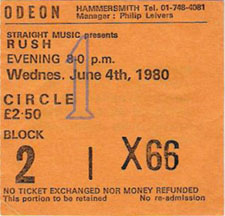 ODEON HAMMERSMITH Tel. 01-748-4081
Manager : Philip Leivers
STRAIGHT MUSIC presents
RUSH
EVENING 8-0 p.m.
Wednes. June 4th, 1980
CIRCLE
£2·50
1
BLOCK
2 | X66
NO TICKET EXCHANGED NOR MONEY REFUNDED
This portion to be retained No re-admission